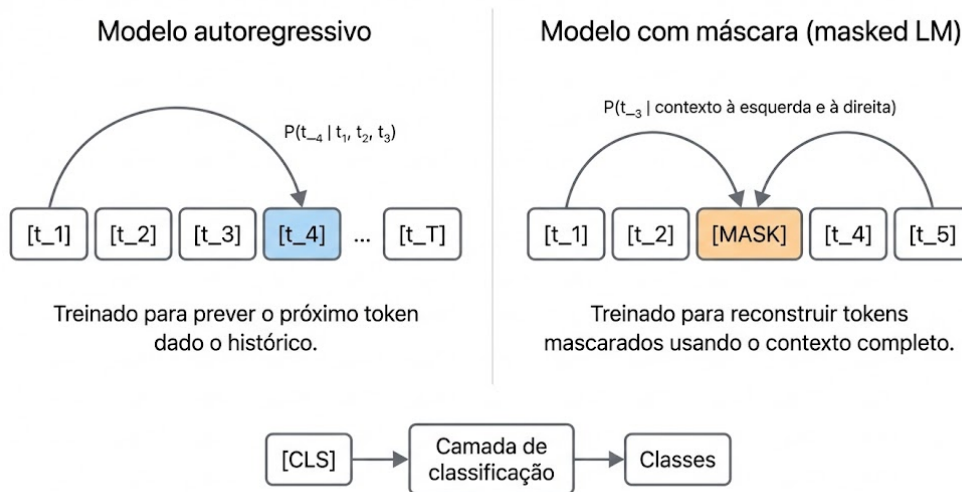 Modelo autoregressivo
P(t_4 | t₁, t₂, t₃)
[t_1] [t_2] [t_3] [t_4] ... [t_T]
Treinado para prever o próximo token
dado o histórico.
Modelo com máscara (masked LM)
P(t_3 | contexto à esquerda e à direita)
[t_1] [t_2] [MASK] [t_4] [t_5]
Treinado para reconstruir tokens
mascarados usando o contexto completo.
[CLS]
Camada de
classificação
Classes